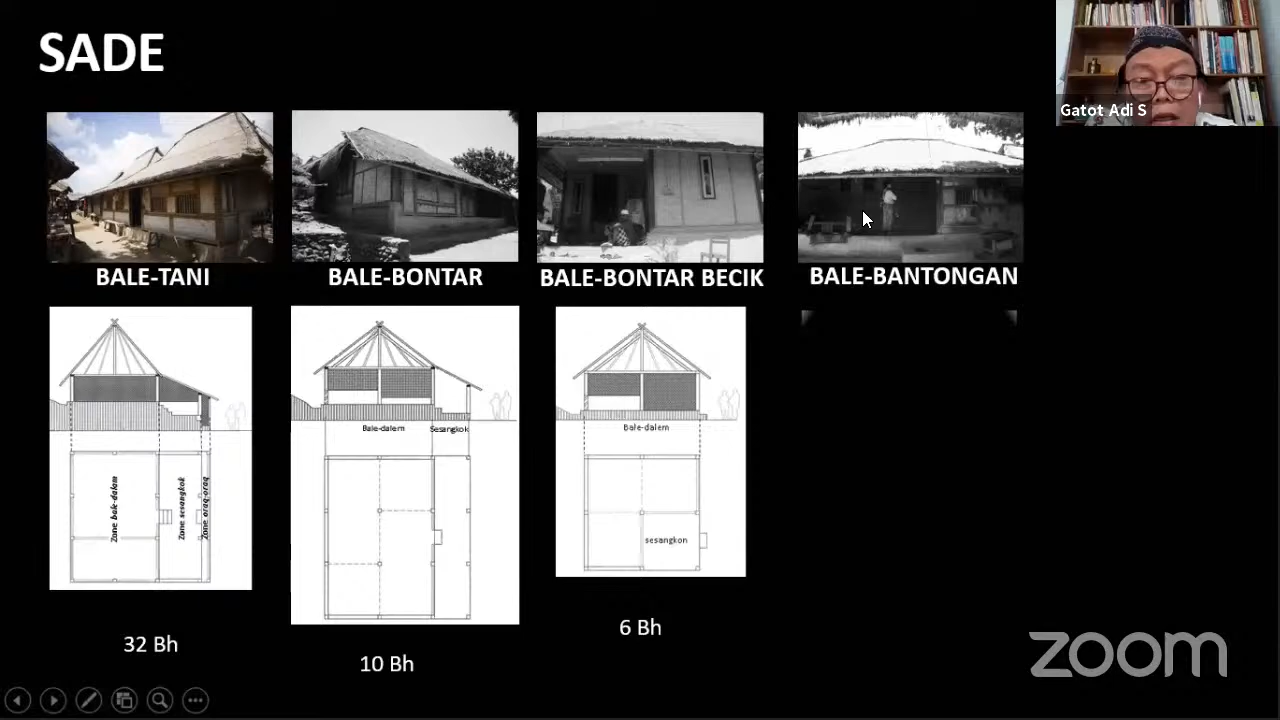 SADE
Gatot Adi S
BALE-TANI
BALE-BONTAR
BALE-BONTAR BECIK
BALE-BANTONGAN
Bale-dalem
Sesangkok
Bale-dalem
Zone bale-dalam
Zone sesangkok
Zone oraq-oraq
sesangkon
32 Bh
10 Bh
6 Bh
zoom